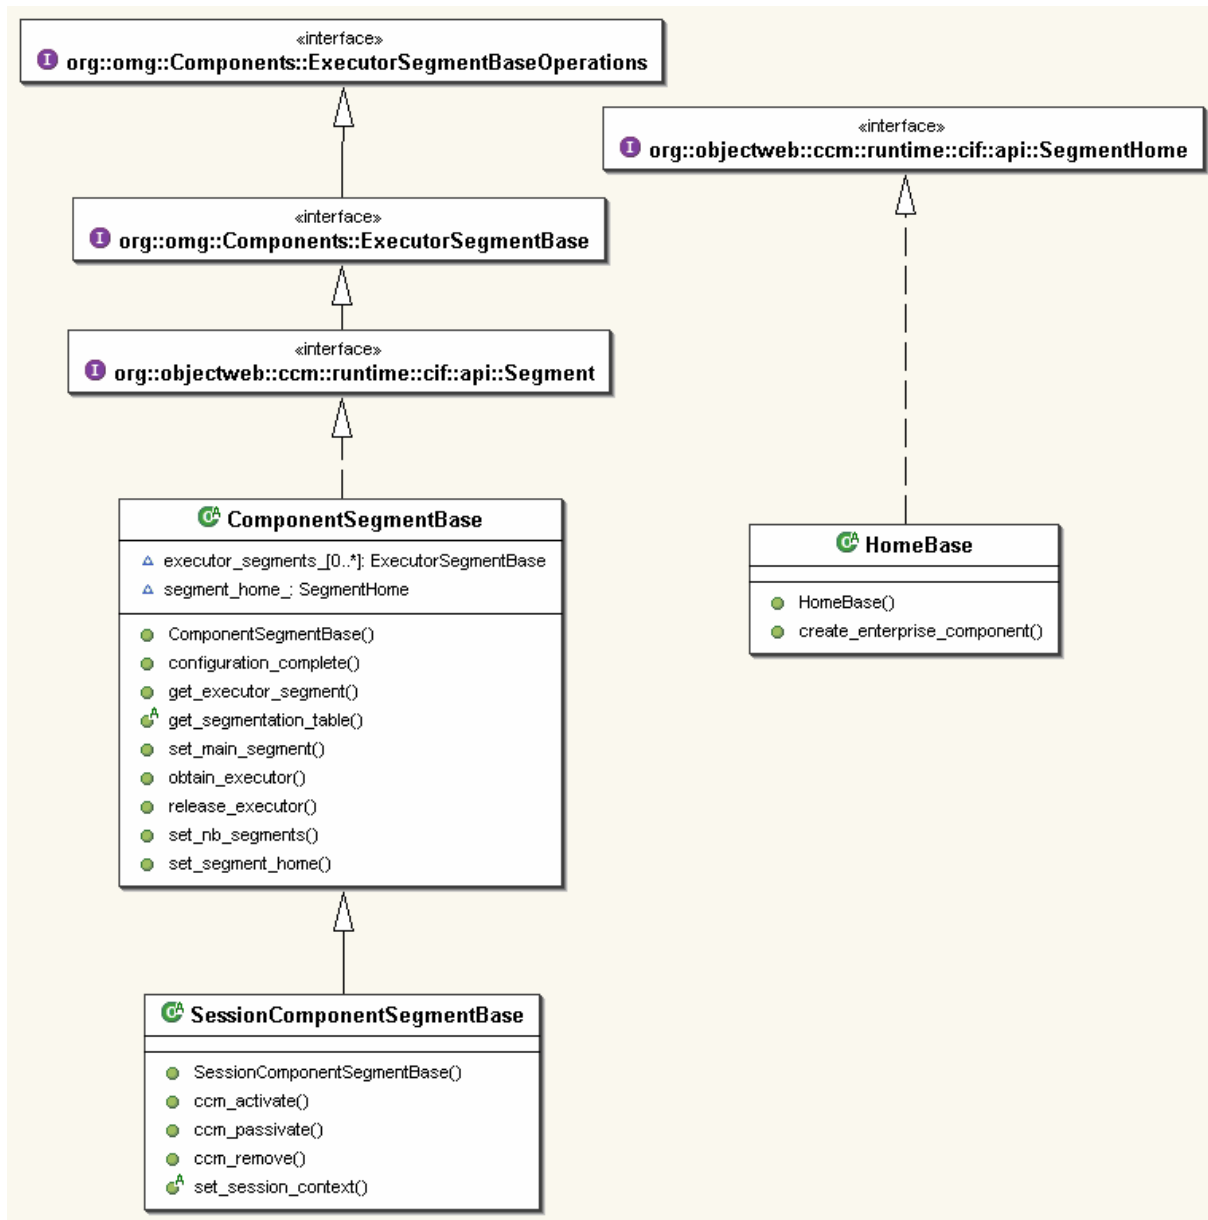 «interface»
org::omg::Components::ExecutorSegmentBaseOperations
«interface»
org::objectweb::ccm::runtime::cif::api::SegmentHome
«interface»
org::omg::Components::ExecutorSegmentBase
«interface»
org::objectweb::ccm::runtime::cif::api::Segment
ComponentSegmentBase
executor_segments_[0..*]: ExecutorSegmentBase
segment_home_: SegmentHome
ComponentSegmentBase()
configuration_complete()
get_executor_segment()
get_segmentation_table()
set_main_segment()
obtain_executor()
release_executor()
set_nb_segments()
set_segment_home()
HomeBase
HomeBase()
create_enterprise_component()
SessionComponentSegmentBase
SessionComponentSegmentBase()
ccm_activate()
ccm_passivate()
ccm_remove()
set_session_context()